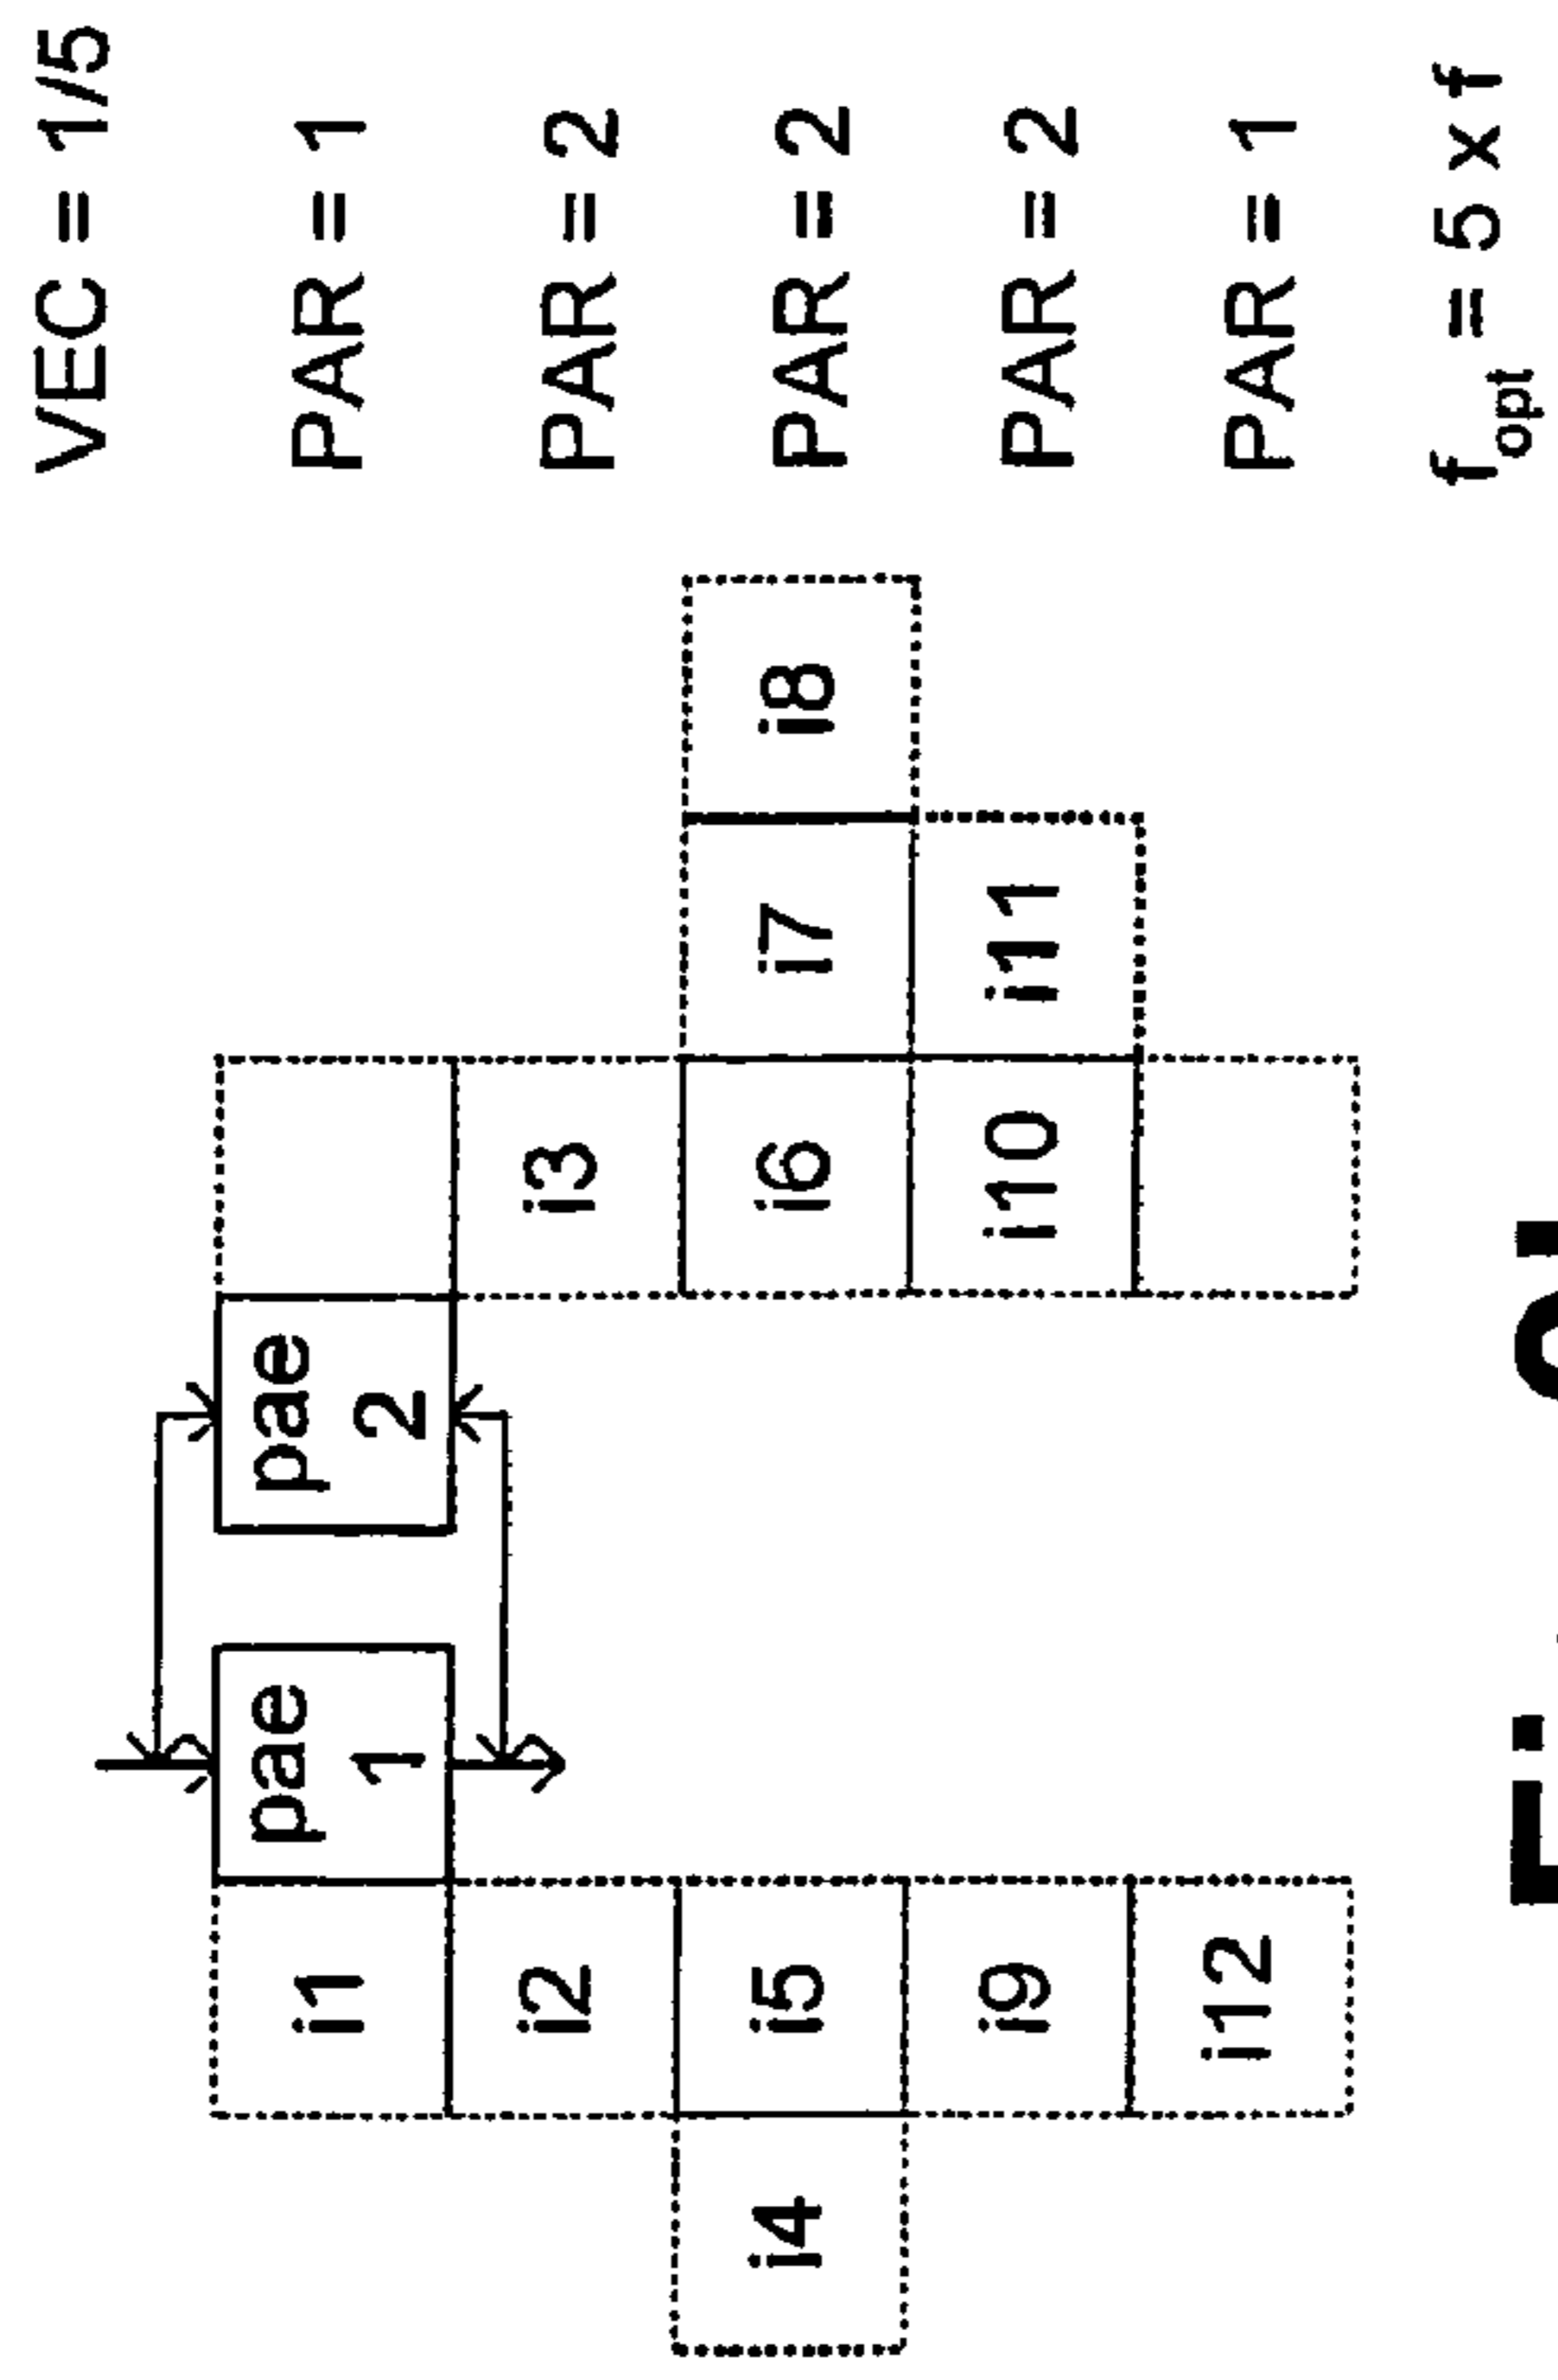 VEC = 1/5
i1
pae
1
pae
2
PAR = 1
i2 i3 PAR = 2
i4 i5 i6 i7 i8 PAR = 2
i9 i10 i11 PAR = 2
i12 PAR = 1
fopt = 5 x f